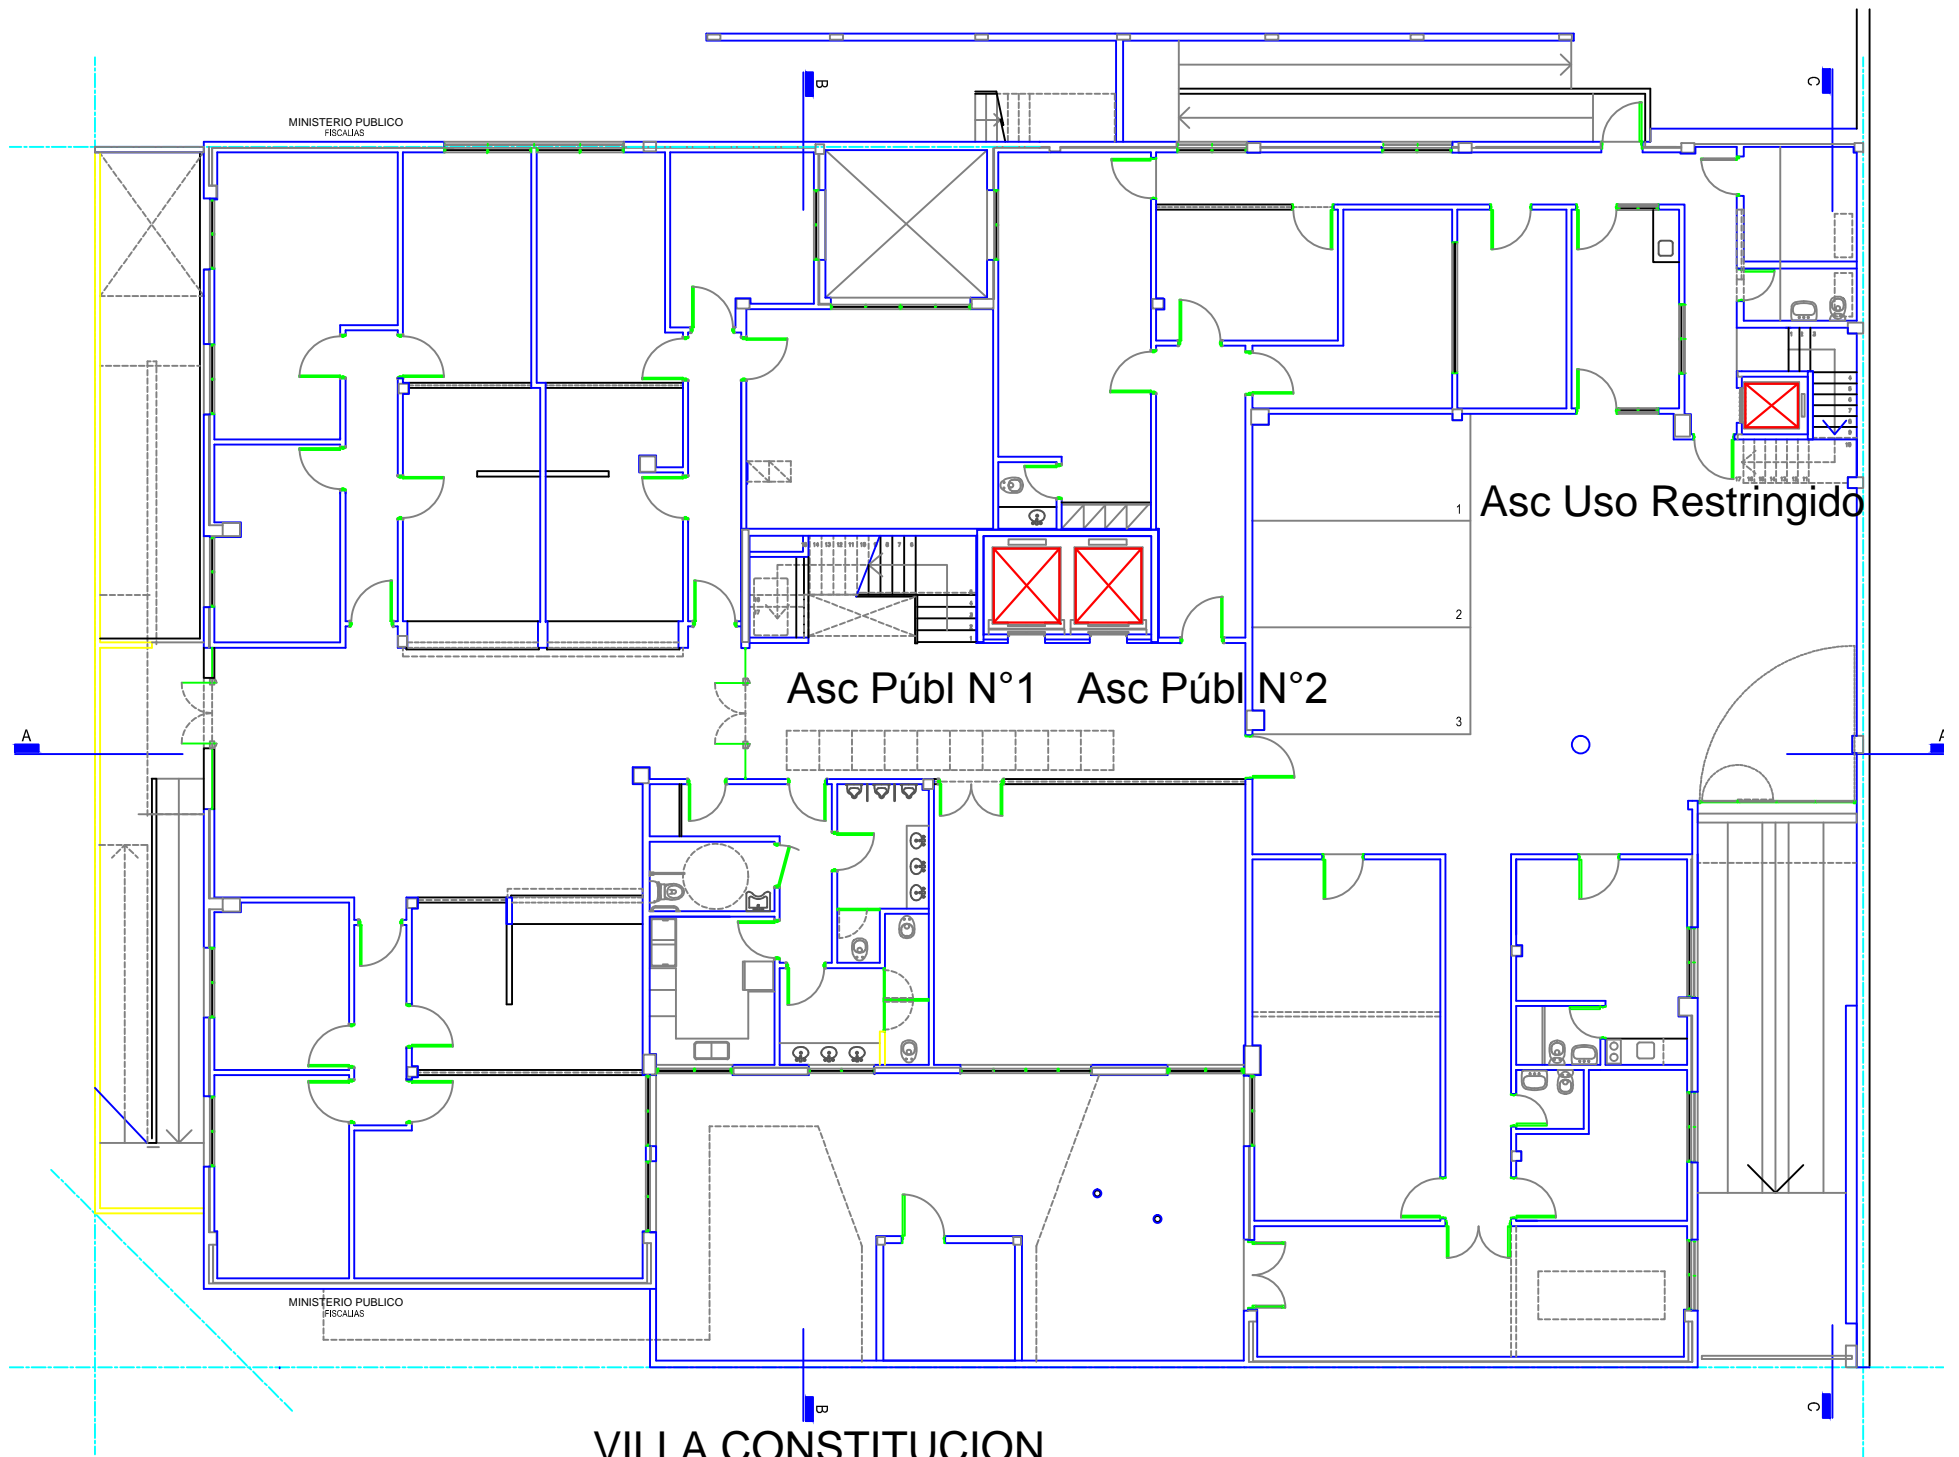 B
C
MINISTERIO PUBLICO
FISCALIAS
1
Asc Uso Restringido
2
Asc Públ N°1 Asc Públ N°2
3
A
A
MINISTERIO PUBLICO
FISCALIAS
B
C
VILLA CONSTITUCION